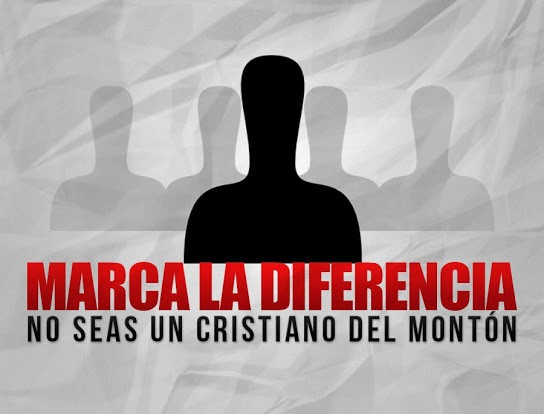 MARCA LA DIFERENCIA
NO SEAS UN CRISTIANO DEL MONTÓN